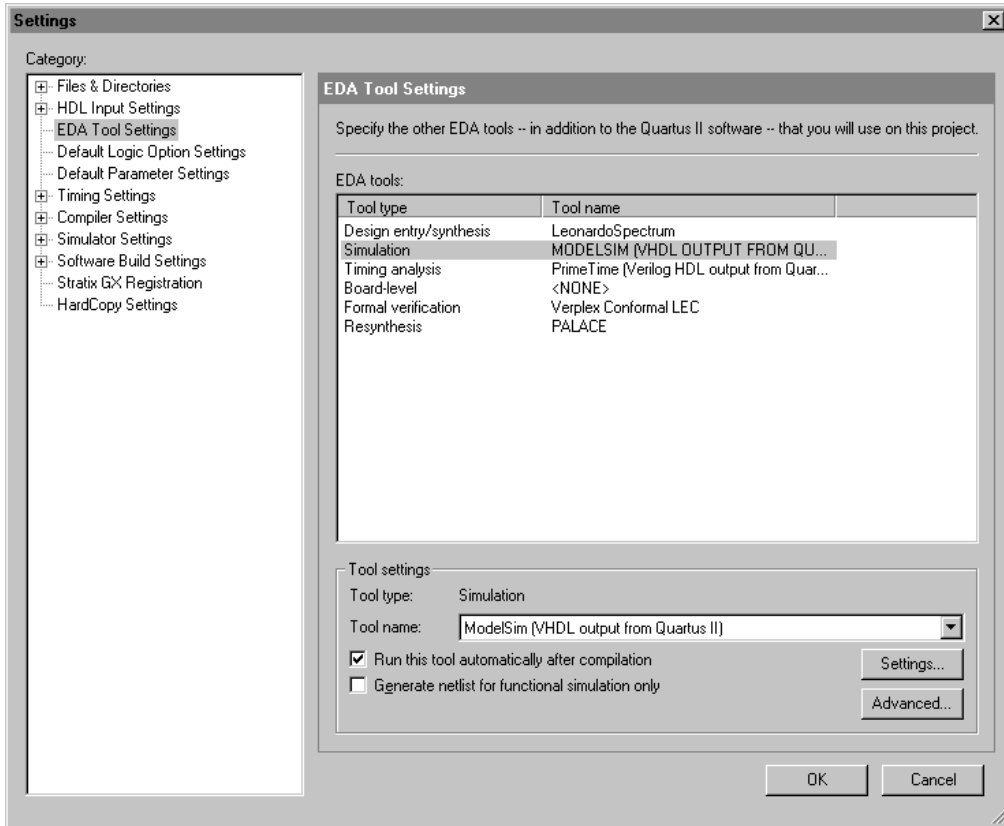 Settings
Category:
Files & Directories
HDL Input Settings
EDA Tool Settings
Default Logic Option Settings
Default Parameter Settings
Timing Settings
Compiler Settings
Simulator Settings
Software Build Settings
Stratix GX Registration
HardCopy Settings
EDA Tool Settings
Specify the other EDA tools -- in addition to the Quartus II software -- that you will use on this project.
EDA tools:
Tool type Tool name
Design entry/synthesis LeonardoSpectrum
Simulation MODELSIM (VHDL OUTPUT FROM QU...
Timing analysis PrimeTime (Verilog HDL output from Quar...
Board-level <NONE>
Formal verification Verplex Conformal LEC
Resynthesis PALACE
Tool settings
Tool type: Simulation
Tool name: ModelSim (VHDL output from Quartus II)
Run this tool automatically after compilation
Generate netlist for functional simulation only
Settings...
Advanced...
OK Cancel